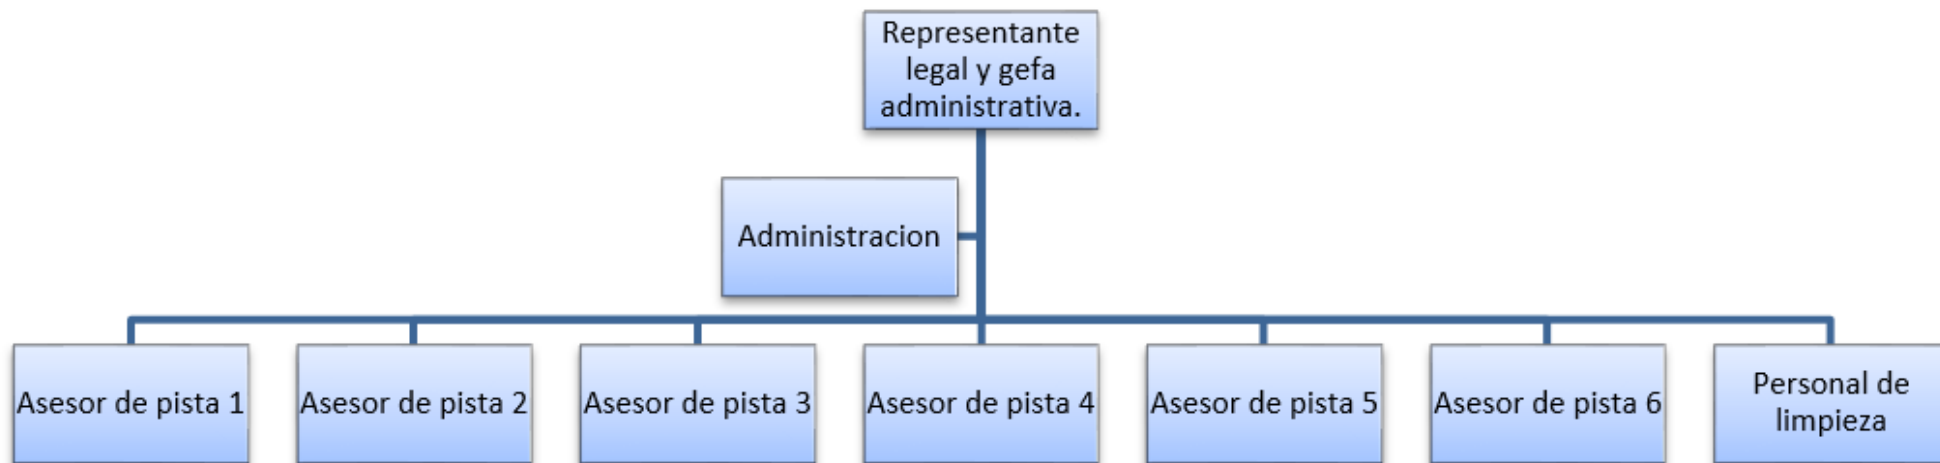 Representante
legal y gefa
administrativa.
Administracion
Asesor de pista 1
Asesor de pista 2
Asesor de pista 3
Asesor de pista 4
Asesor de pista 5
Asesor de pista 6
Personal de
limpieza